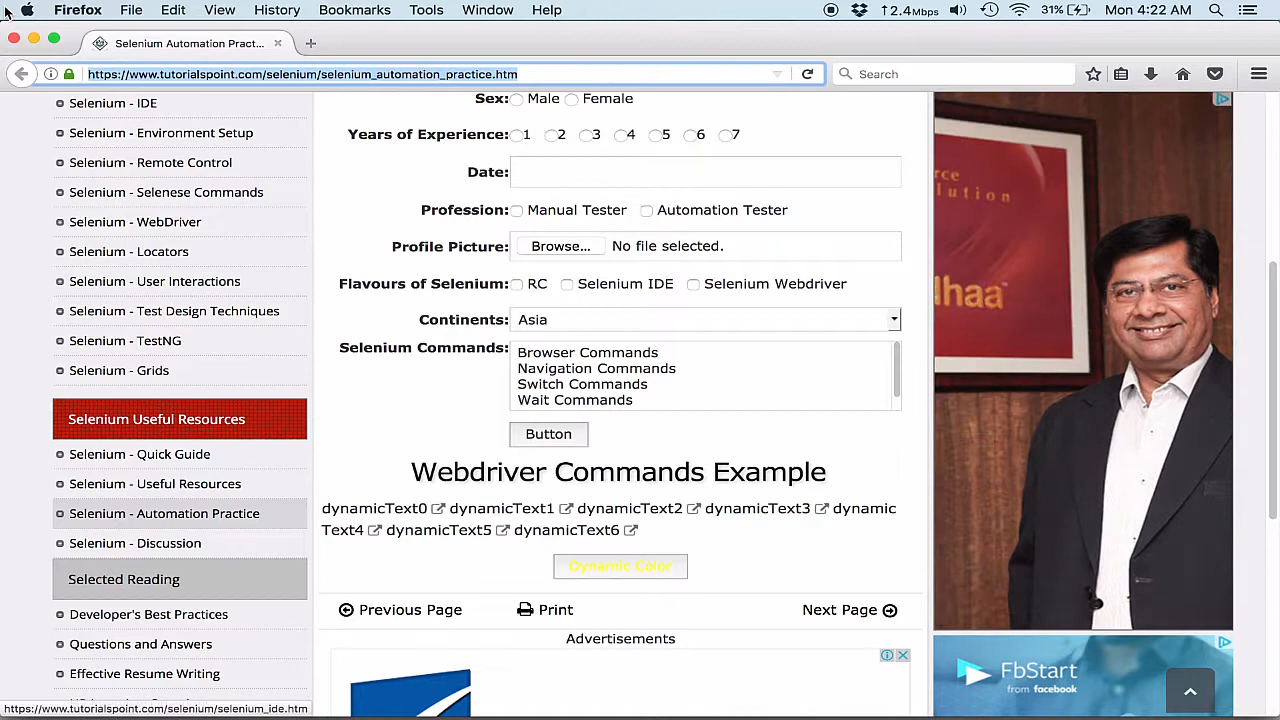 Firefox File Edit View History Bookmarks Tools Window Help 2.4Mbps 31% Mon 4:22 AM
Selenium Automation Pract...
https://www.tutorialspoint.com/selenium/selenium_automation_practice.htm Search
Selenium - IDE
Selenium - Environment Setup
Selenium - Remote Control
Selenium - Selenese Commands
Selenium - WebDriver
Selenium - Locators
Selenium - User Interactions
Selenium - Test Design Techniques
Selenium - TestNG
Selenium - Grids
Selenium Useful Resources
Selenium - Quick Guide
Selenium - Useful Resources
Selenium - Automation Practice
Selenium - Discussion
Selected Reading
Developer's Best Practices
Questions and Answers
Effective Resume Writing
https://www.tutorialspoint.com/selenium/selenium_ide.htm
Sex: Male Female
Years of Experience: 1 2 3 4 5 6 7
Date:
Profession: Manual Tester Automation Tester
Profile Picture: Browse... No file selected.
Flavours of Selenium: RC Selenium IDE Selenium Webdriver
Continents: Asia
Selenium Commands: Browser Commands
Navigation Commands
Switch Commands
Wait Commands
Button
Webdriver Commands Example
dynamicText0 dynamicText1 dynamicText2 dynamicText3 dynamic
Text4 dynamicText5 dynamicText6
Dynamic Color
Previous Page Print Next Page
Advertisements
rce
olution
dhaa
FbStart
from facebook